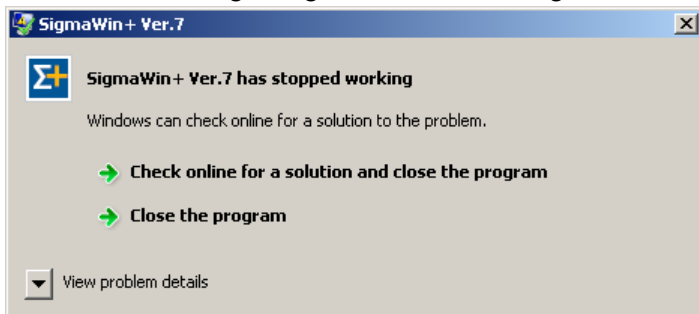 SigmaWin+ Ver.7
SigmaWin+ Ver.7 has stopped working
Windows can check online for a solution to the problem.
Check online for a solution and close the program
Close the program
View problem details